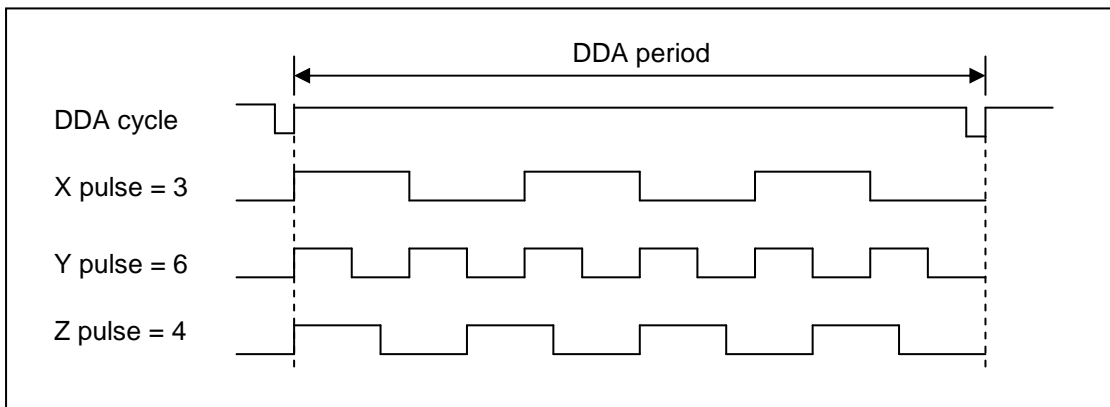 DDA period
DDA cycle
X pulse = 3
Y pulse = 6
Z pulse = 4